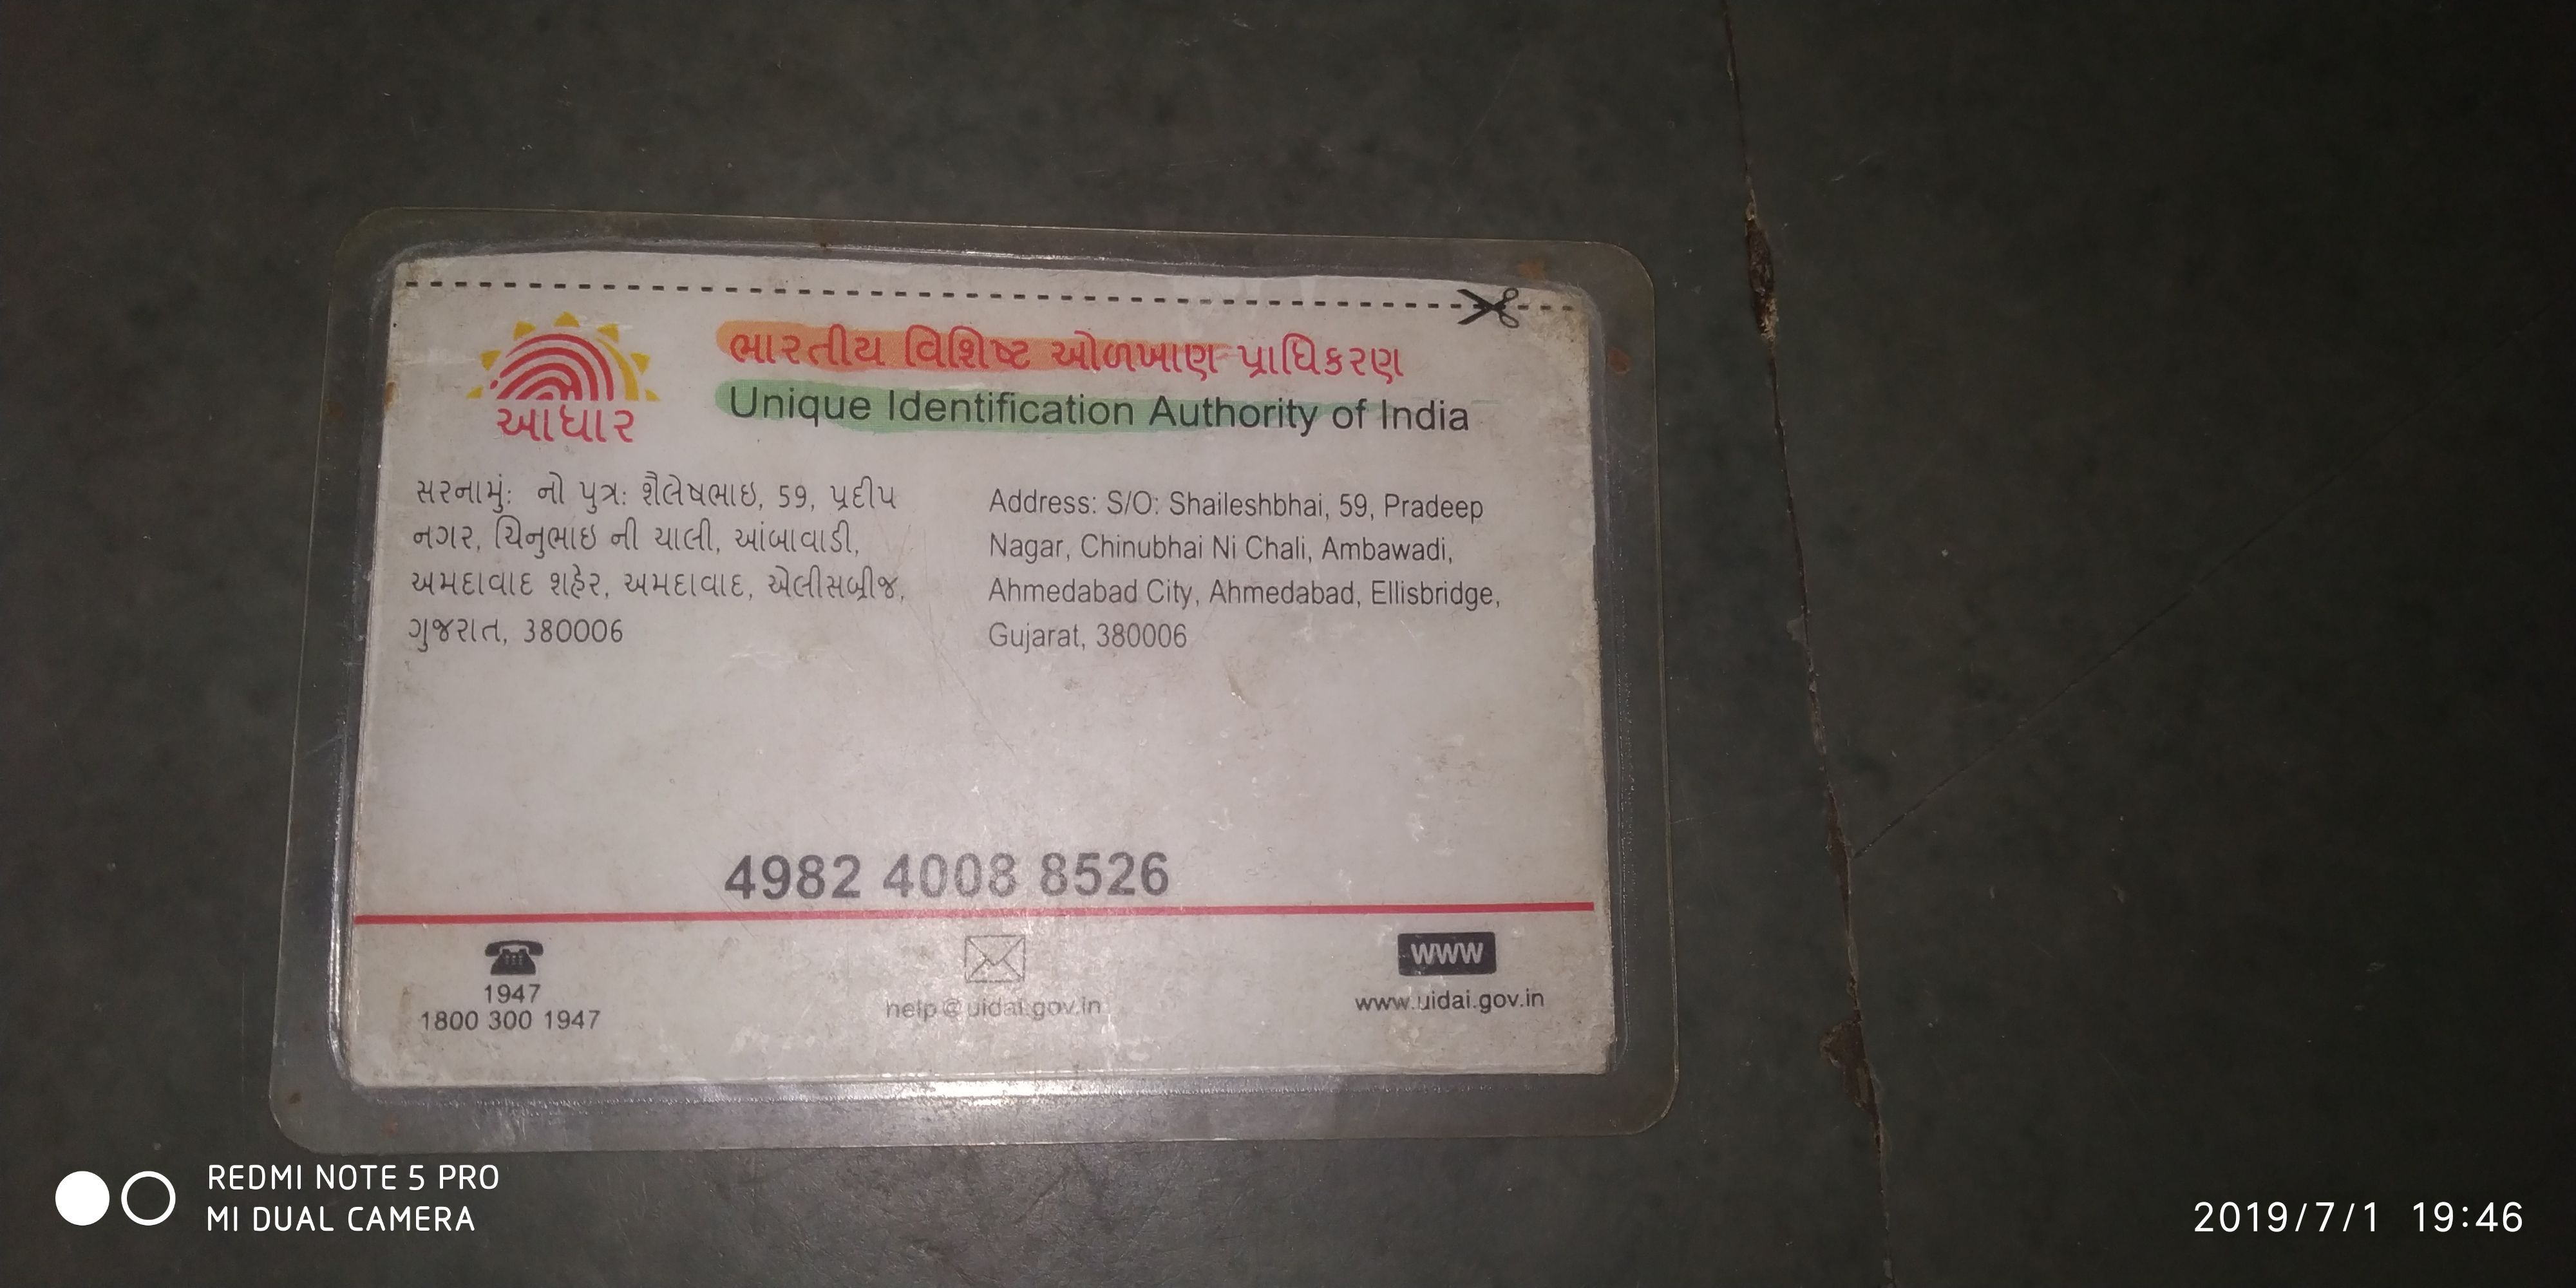 ભારતીય વિશિષ્ટ ઓળખાણ પ્રાધિકરણ
Unique Identification Authority of India
આધાર
સરનામું: નો પુત્ર: શૈલેષભાઇ, 59, પ્રદીપ
નગર, ચિનુભાઇ ની ચાલી, આંબાવાડી,
અમદાવાદ શહેર, અમદાવાદ, એલીસબ્રીજ,
ગુજરાત, 380006
Address: S/O: Shaileshbhai, 59, Pradeep
Nagar, Chinubhai Ni Chali, Ambawadi,
Ahmedabad City, Ahmedabad, Ellisbridge,
Gujarat, 380006
4982 4008 8526
1947
1800 300 1947
help@uidai.gov.in
WWW
www.uidai.gov.in
REDMI NOTE 5 PRO
MI DUAL CAMERA
2019/7/1 19:46